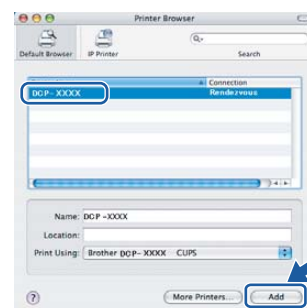 Printer Browser
Default Browser
IP Printer
Search
Connection
DCP-XXXX
Rendezvous
Name: DCP -XXXX
Location:
Print Using: Brother DCP- XXXX CUPS
?
More Printers...
Add